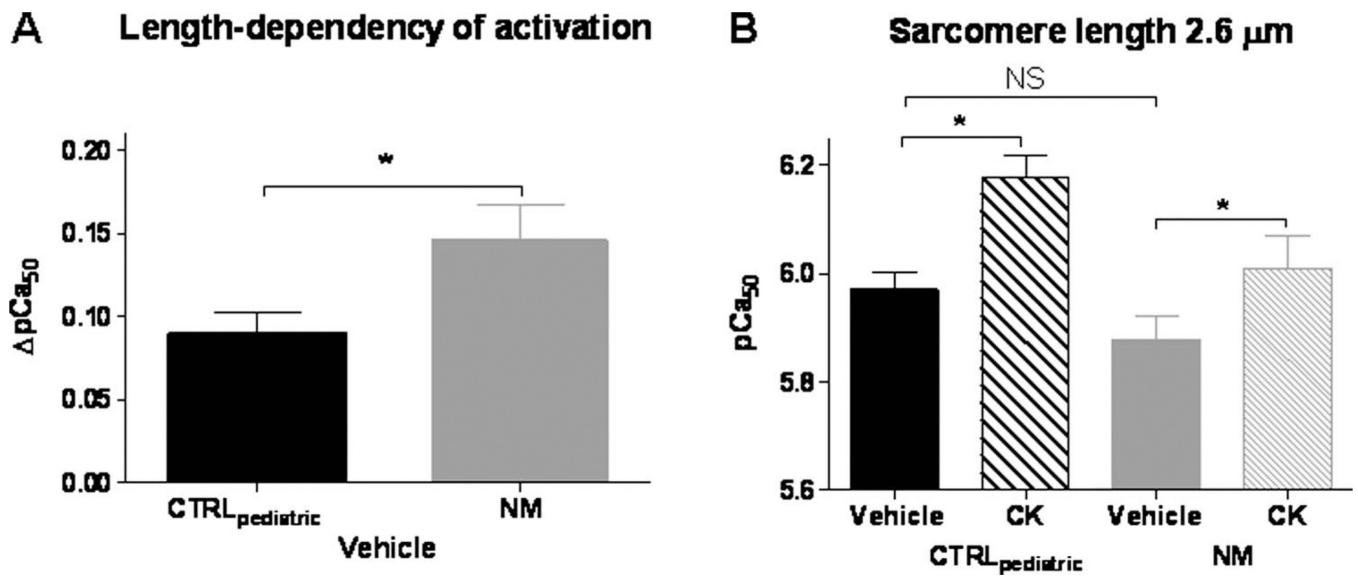 A Length-dependency of activation
0.20
0.15
0.10
0.05
0.00
ΔpCa50
*
CTRLpediatric NM
Vehicle
B Sarcomere length 2.6 μm
NS
*
*
6.2
6.0
5.8
5.6
pCa50
Vehicle CK Vehicle CK
CTRLpediatric NM